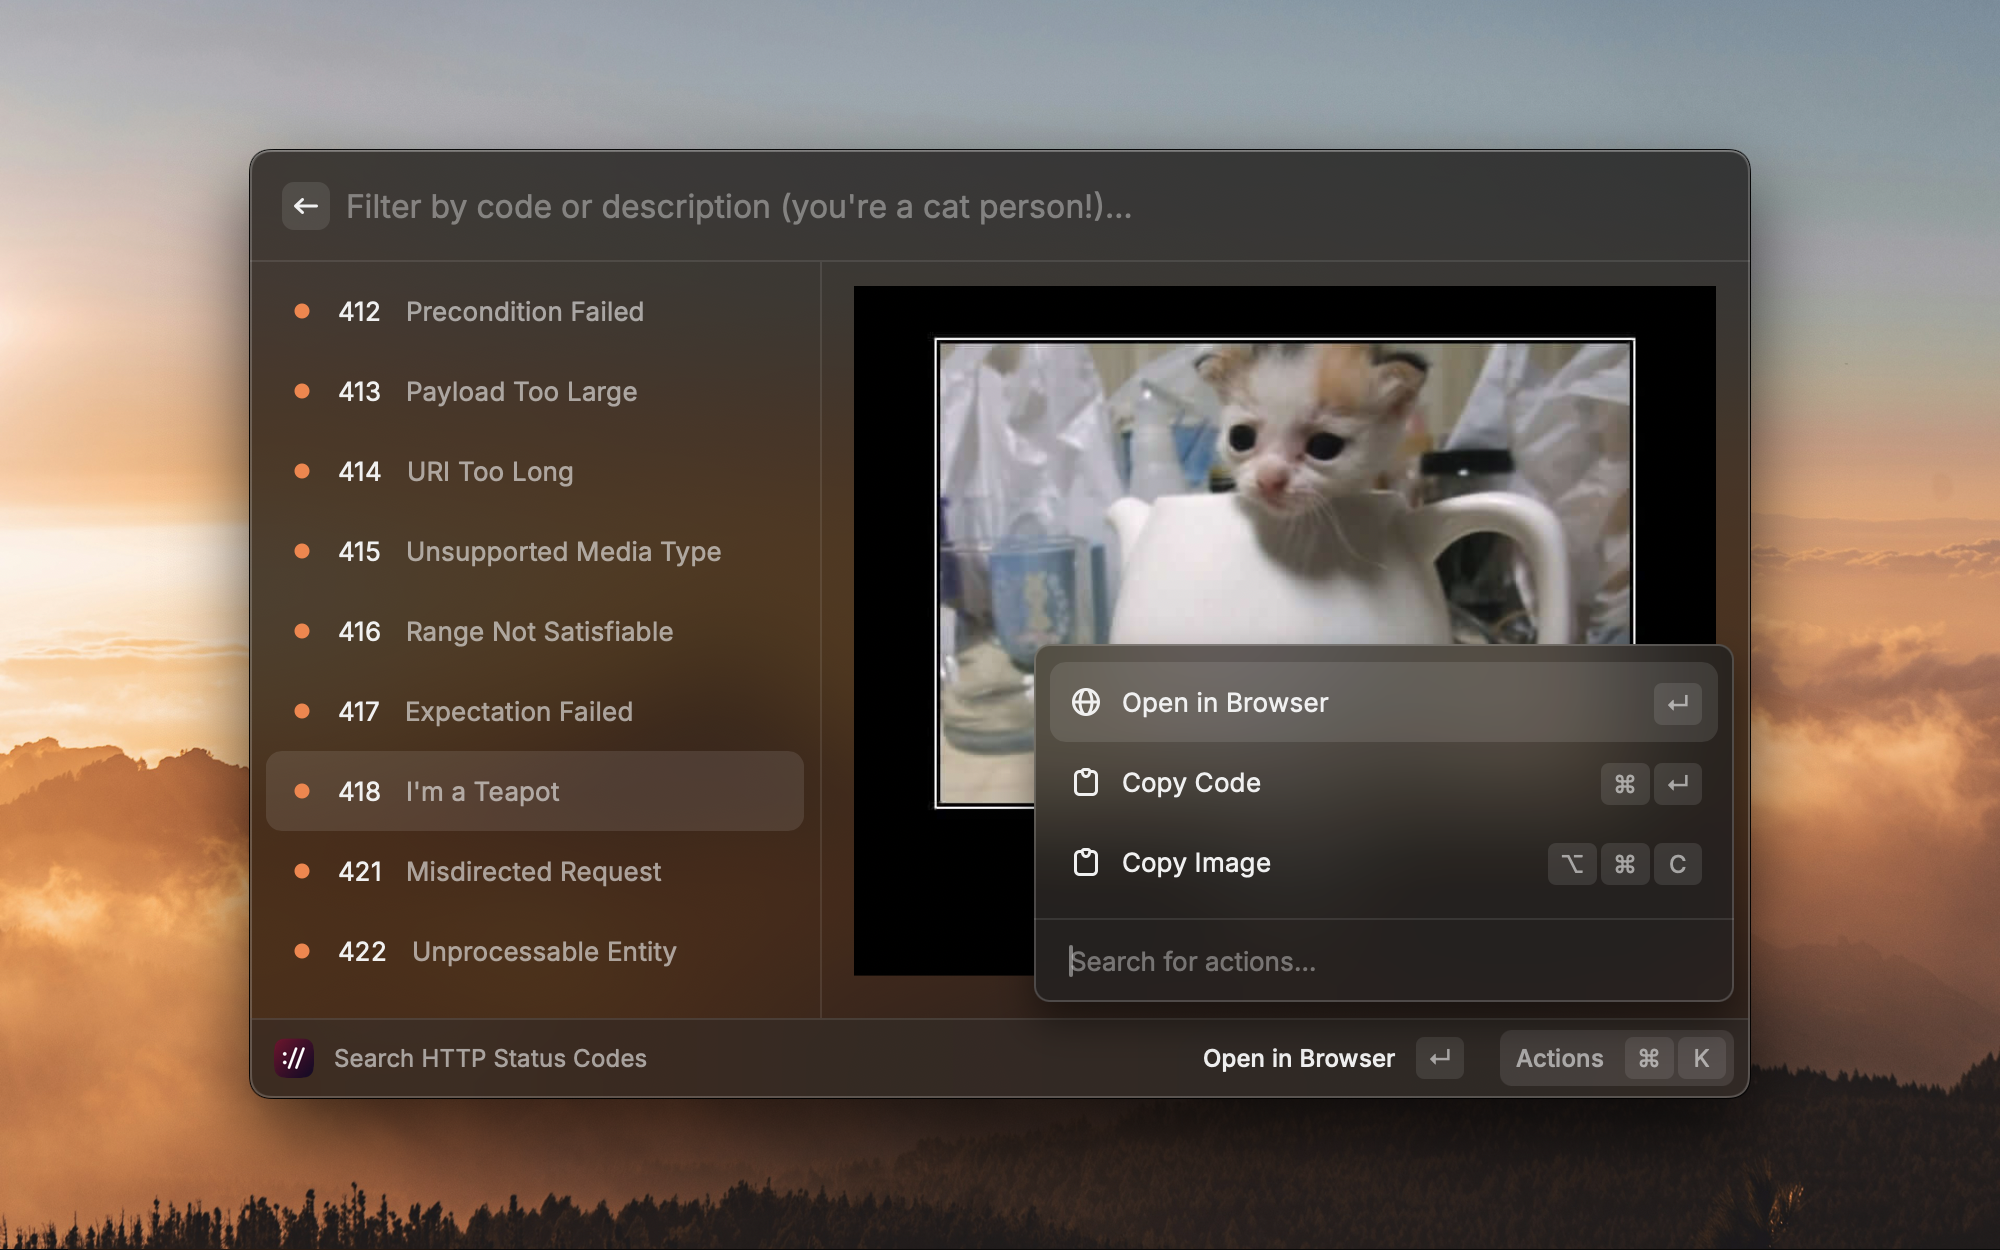 Filter by code or description (you're a cat person!)...
412 Precondition Failed
413 Payload Too Large
414 URI Too Long
415 Unsupported Media Type
416 Range Not Satisfiable
417 Expectation Failed
418 I'm a Teapot
421 Misdirected Request
422 Unprocessable Entity
Open in Browser ↵
Copy Code ⌘ ↵
Copy Image ⌥ ⌘ C
Search for actions...
:// Search HTTP Status Codes
Open in Browser ↵ Actions ⌘ K